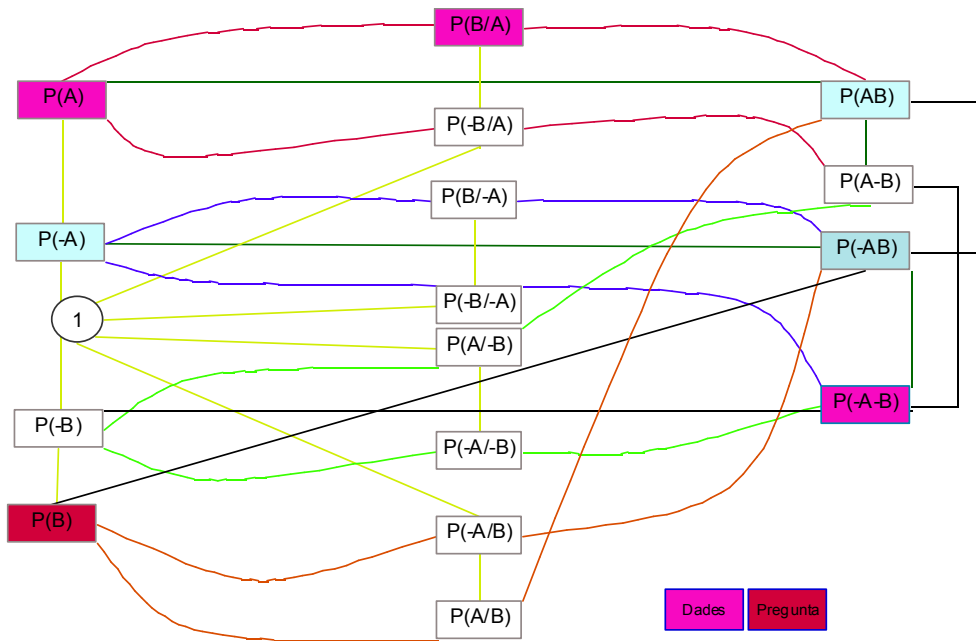 P(B/A)
P(A)
P(AB)
P(-B/A)
P(A-B)
P(B/-A)
P(-A)
P(-AB)
P(-B/-A)
1
P(A/-B)
P(-A-B)
P(-B)
P(-A/-B)
P(B)
P(-A/B)
P(A/B)
Dades
Pregunta